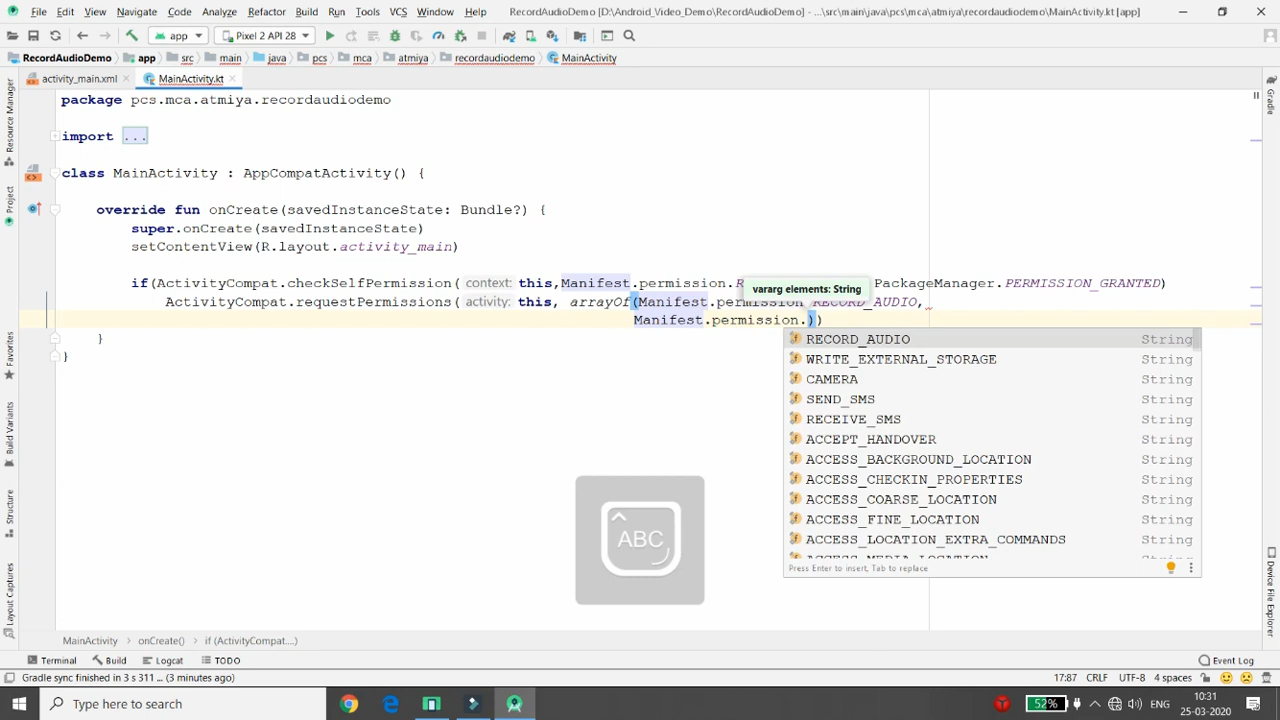 File Edit View Navigate Code Analyze Refactor Build Run Tools VCS Window Help RecordAudioDemo [D:\Android_Video_Demo\RecordAudioDemo] - ...\src\main\java\pcs\mca\atmiya\recordaudiodemo\MainActivity.kt [app]
app Pixel 2 API 28
RecordAudioDemo app src main java pcs mca atmiya recordaudiodemo MainActivity
activity_main.xml MainActivity.kt
package pcs.mca.atmiya.recordaudiodemo
import ...
class MainActivity : AppCompatActivity() {
override fun onCreate(savedInstanceState: Bundle?) {
super.onCreate(savedInstanceState)
setContentView(R.layout.activity_main)
if(ActivityCompat.checkSelfPermission( context: this,Manifest.permission. PackageManager.PERMISSION_GRANTED)
vararg elements: String
ActivityCompat.requestPermissions( activity: this, arrayOf(Manifest.permission.RECORD_AUDIO,
Manifest.permission.))
}
}
RECORD_AUDIO String
WRITE_EXTERNAL_STORAGE String
CAMERA String
SEND_SMS String
RECEIVE_SMS String
ACCEPT_HANDOVER String
ACCESS_BACKGROUND_LOCATION String
ACCESS_CHECKIN_PROPERTIES String
ACCESS_COARSE_LOCATION String
ACCESS_FINE_LOCATION String
ACCESS_LOCATION_EXTRA_COMMANDS String
ACCESS_MEDIA_LOCATION String
Press Enter to insert, Tab to replace
ABC
Resource Manager
Project
Favorites
Build Variants
Structure
Layout Captures
Gradle
Device File Explorer
MainActivity onCreate() if (ActivityCompat....)
Terminal Build Logcat TODO Event Log
Gradle sync finished in 3 s 311 ... (3 minutes ago) 17:87 CRLF UTF-8 4 spaces
Type here to search 52% ENG 10:31
25-03-2020